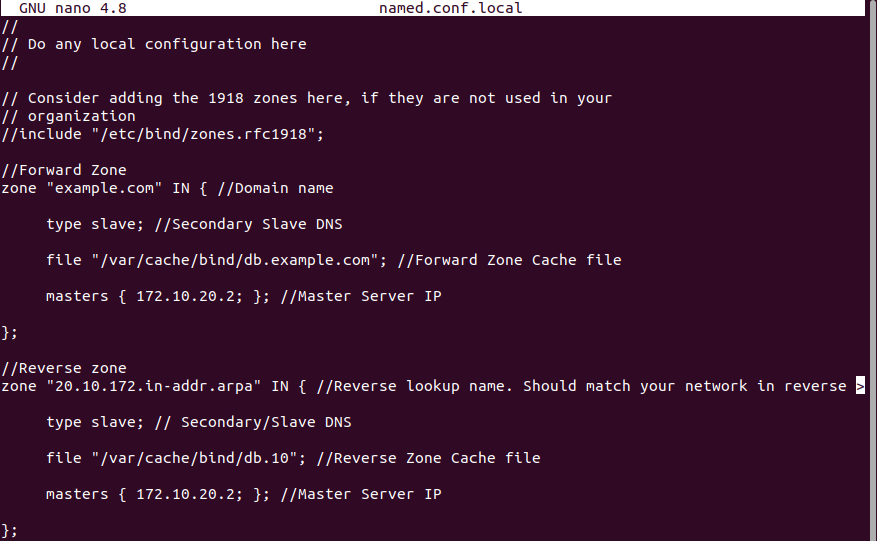 GNU nano 4.8 named.conf.local
//
// Do any local configuration here
//
// Consider adding the 1918 zones here, if they are not used in your
// organization
//include "/etc/bind/zones.rfc1918";
//Forward Zone
zone "example.com" IN { //Domain name
type slave; //Secondary Slave DNS
file "/var/cache/bind/db.example.com"; //Forward Zone Cache file
masters { 172.10.20.2; }; //Master Server IP
};
//Reverse zone
zone "20.10.172.in-addr.arpa" IN { //Reverse lookup name. Should match your network in reverse >
type slave; // Secondary/Slave DNS
file "/var/cache/bind/db.10"; //Reverse Zone Cache file
masters { 172.10.20.2; }; //Master Server IP
};